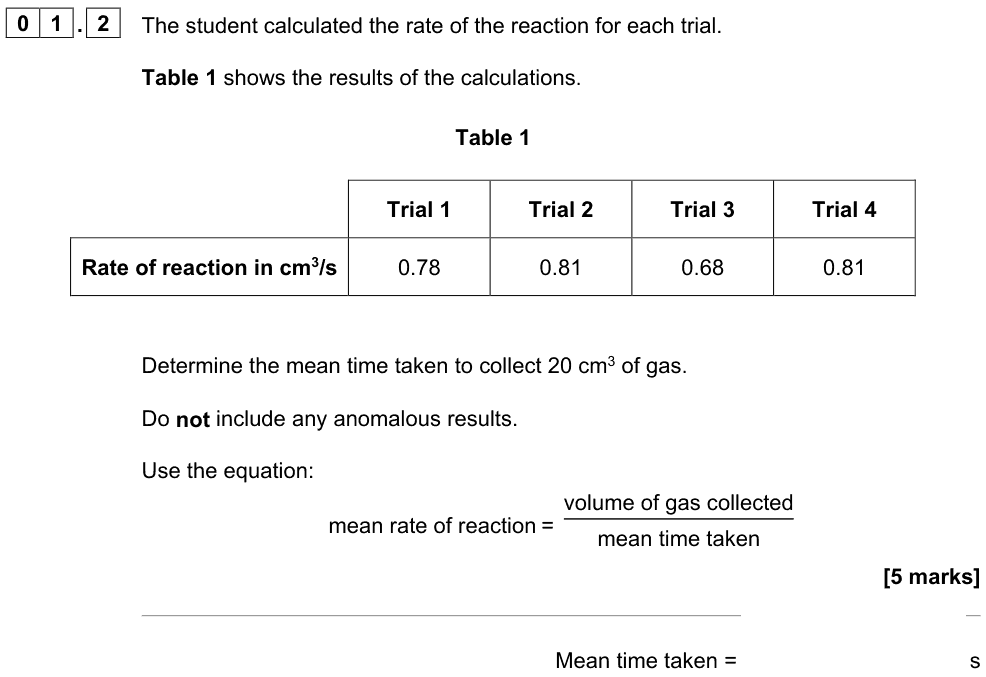 0 1 . 2 The student calculated the rate of the reaction for each trial.
Table 1 shows the results of the calculations.
Table 1
Trial 1 Trial 2 Trial 3 Trial 4
Rate of reaction in cm³/s 0.78 0.81 0.68 0.81
Determine the mean time taken to collect 20 cm³ of gas.
Do not include any anomalous results.
Use the equation:
mean rate of reaction = volume of gas collected / mean time taken
[5 marks]
Mean time taken = s